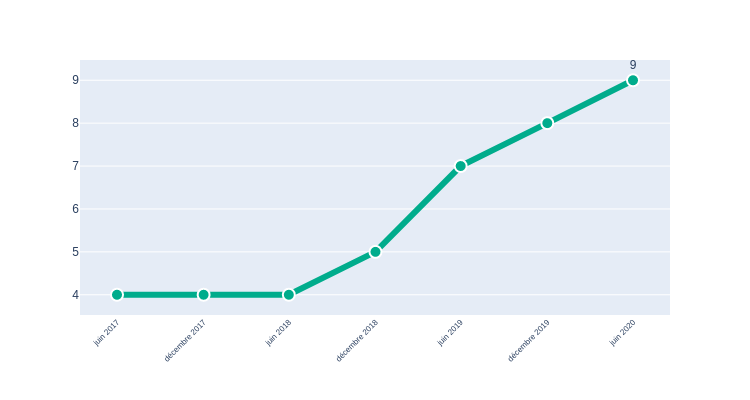 9
9
8
7
6
5
4
juin 2017
décembre 2017
juin 2018
décembre 2018
juin 2019
décembre 2019
juin 2020